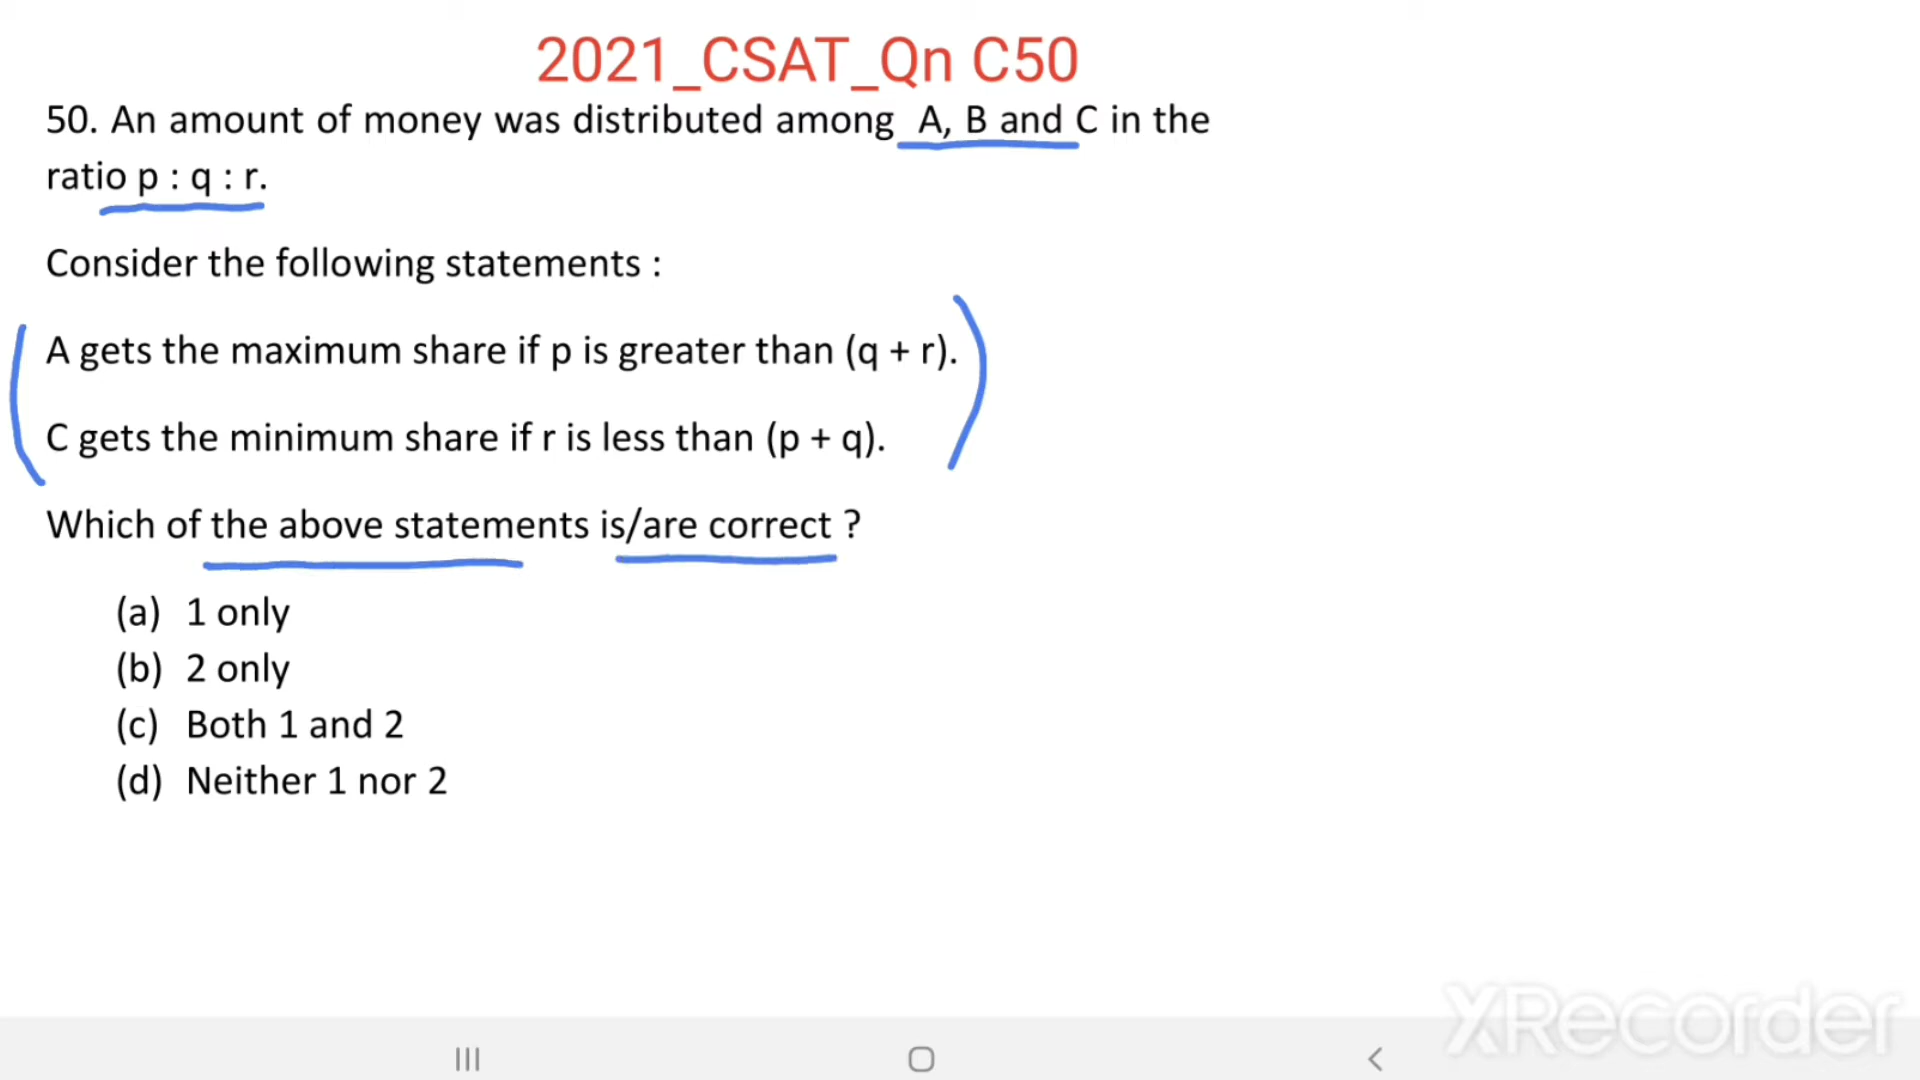 2021_CSAT_Qn C50
50. An amount of money was distributed among A, B and C in the
ratio p : q : r.
Consider the following statements :
A gets the maximum share if p is greater than (q + r).
C gets the minimum share if r is less than (p + q).
Which of the above statements is/are correct ?
(a) 1 only
(b) 2 only
(c) Both 1 and 2
(d) Neither 1 nor 2
XRecorder